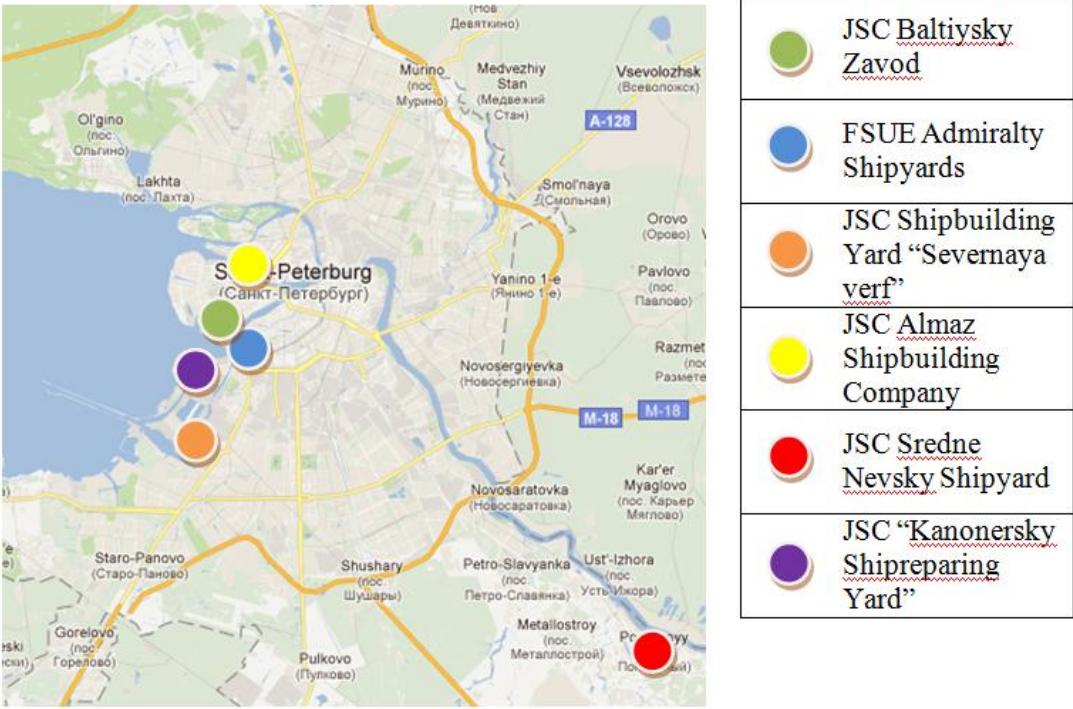 (Нов
Девяткино)
Murino
(пос.
Мурино)
Medvezhiy
Stan
(Медвежий
Стан)
Vsevolozhsk
(Всеволожск)
A-128
Ol'gino
(пос.
Ольгино)
Lakhta
(пос. Лахта)
Smol'naya
(Смольная)
Orovo
(Орово)
-Peterburg
(Санкт-Петербург)
Yanino 1-e
(Янино 1-е)
Pavlovo
(пос.
Павлово)
Novosergiyevka
(Новосергиевка)
Razmet
(пос
Размете
M-18
M-18
Novosaratovka
(Новосаратовка)
Kar'er
Myaglovo
(пос. Карьер
Мяглово)
Staro-Panovo
(Старо-Паново)
Shushary
(пос.
Шушары)
Petro-Slavyanka
(пос.
Петро-Славянка)
Ust'-Izhora
(пос.
Усть-Ижора)
Metallostroy
(пос.
Металлострой)
Gorelovo
(пос.
Горелово)
Pulkovo
(Пулково)
JSC Baltiysky
Zavod
FSUE Admiralty
Shipyards
JSC Shipbuilding
Yard “Severnaya
verf”
JSC Almaz
Shipbuilding
Company
JSC Sredne
Nevsky Shipyard
JSC “Kanonersky
Shipreparing
Yard”